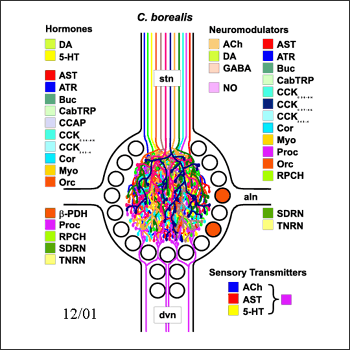 C. borealis
Hormones
DA
5-HT
AST
ATR
Buc
CabTRP
CCAP
CCK
CCK
Cor
Myo
Orc
β-PDH
Proc
RPCH
SDRN
TNRN
stn
Neuromodulators
ACh
DA
GABA
NO
AST
ATR
Buc
CabTRP
CCK
CCK
CCK
Cor
Myo
Proc
Orc
RPCH
aln
SDRN
TNRN
Sensory Transmitters
ACh
AST
5-HT
dvn
12/01